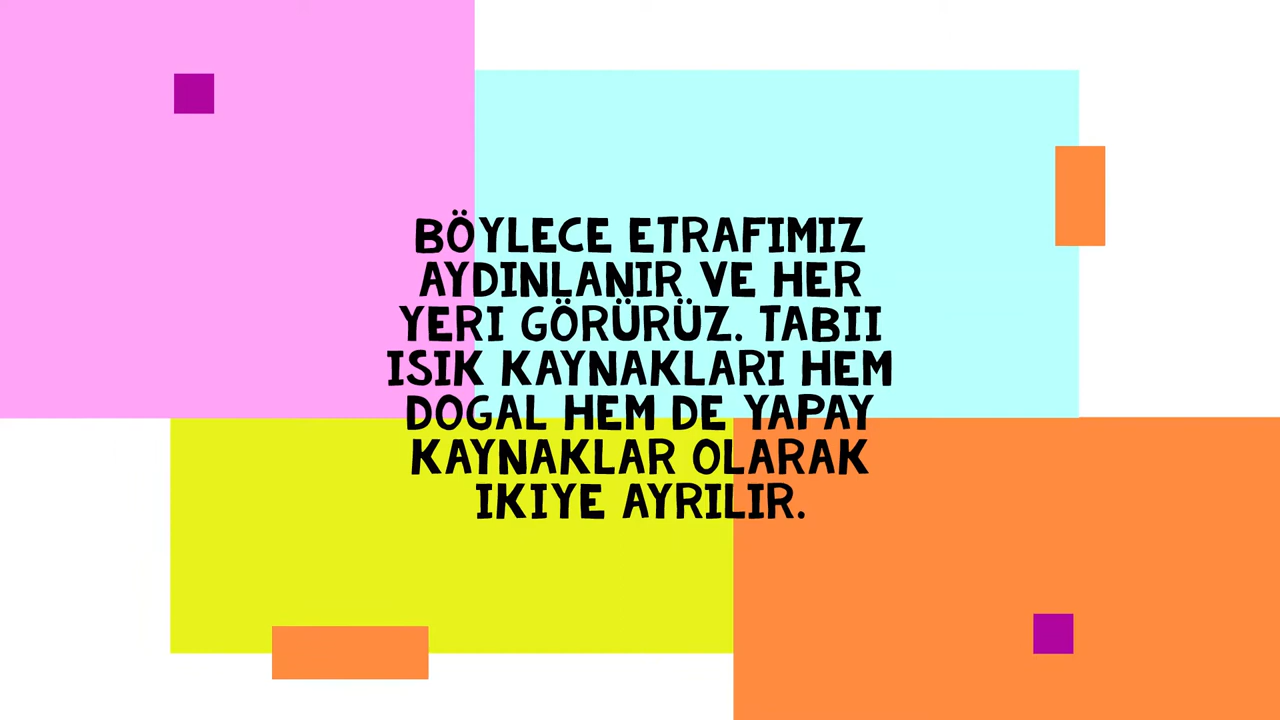 BÖYLECE ETRAFIMIZ
AYDINLANIR VE HER
YERI GÖRÜRÜZ. TABII
ISIK KAYNAKLARI HEM
DOGAL HEM DE YAPAY
KAYNAKLAR OLARAK
IKIYE AYRILIR.